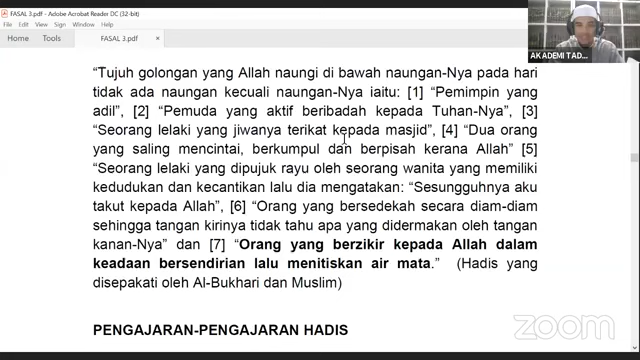 FASAL 3.pdf - Adobe Acrobat Reader DC (32-bit)
File Edit View Sign Window Help
Home Tools FASAL 3.pdf ×
AKADEMI TAD...
“Tujuh golongan yang Allah naungi di bawah naungan-Nya pada hari
tidak ada naungan kecuali naungan-Nya iaitu: [1] “Pemimpin yang
adil”, [2] “Pemuda yang aktif beribadah kepada Tuhan-Nya”, [3]
“Seorang lelaki yang jiwanya terikat kepada masjid”, [4] “Dua orang
yang saling mencintai, berkumpul dan berpisah kerana Allah” [5]
“Seorang lelaki yang dipujuk rayu oleh seorang wanita yang memiliki
kedudukan dan kecantikan lalu dia mengatakan: “Sesungguhnya aku
takut kepada Allah”, [6] “Orang yang bersedekah secara diam-diam
sehingga tangan kirinya tidak tahu apa yang didermakan oleh tangan
kanan-Nya” dan [7] “Orang yang berzikir kepada Allah dalam
keadaan bersendirian lalu menitiskan air mata.” (Hadis yang
disepakati oleh Al-Bukhari dan Muslim)
PENGAJARAN-PENGAJARAN HADIS
zoom